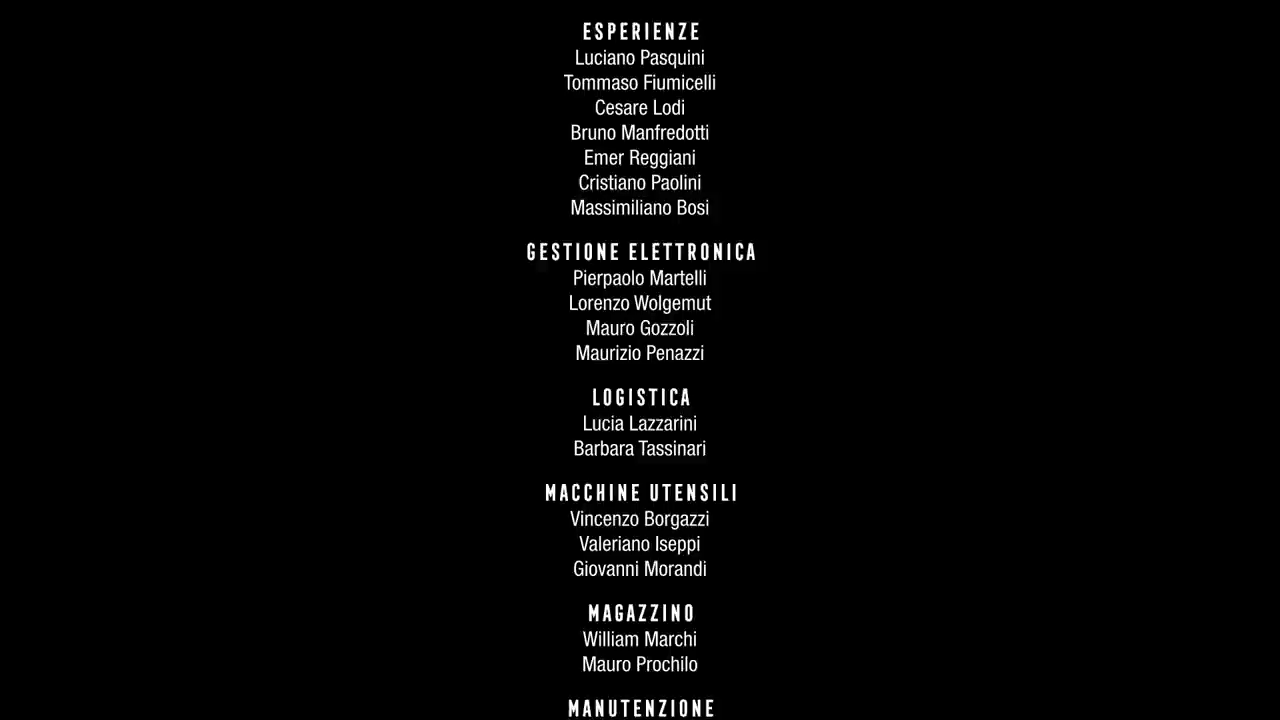 ESPERIENZE
Luciano Pasquini
Tommaso Fiumicelli
Cesare Lodi
Bruno Manfredotti
Emer Reggiani
Cristiano Paolini
Massimiliano Bosi
GESTIONE ELETTRONICA
Pierpaolo Martelli
Lorenzo Wolgemut
Mauro Gozzoli
Maurizio Penazzi
LOGISTICA
Lucia Lazzarini
Barbara Tassinari
MACCHINE UTENSILI
Vincenzo Borgazzi
Valeriano Iseppi
Giovanni Morandi
MAGAZZINO
William Marchi
Mauro Prochilo
MANUTENZIONE